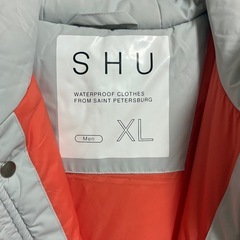 SHU
WATERPROOF CLOTHES
FROM SAINT PETERSBURG
Men XL